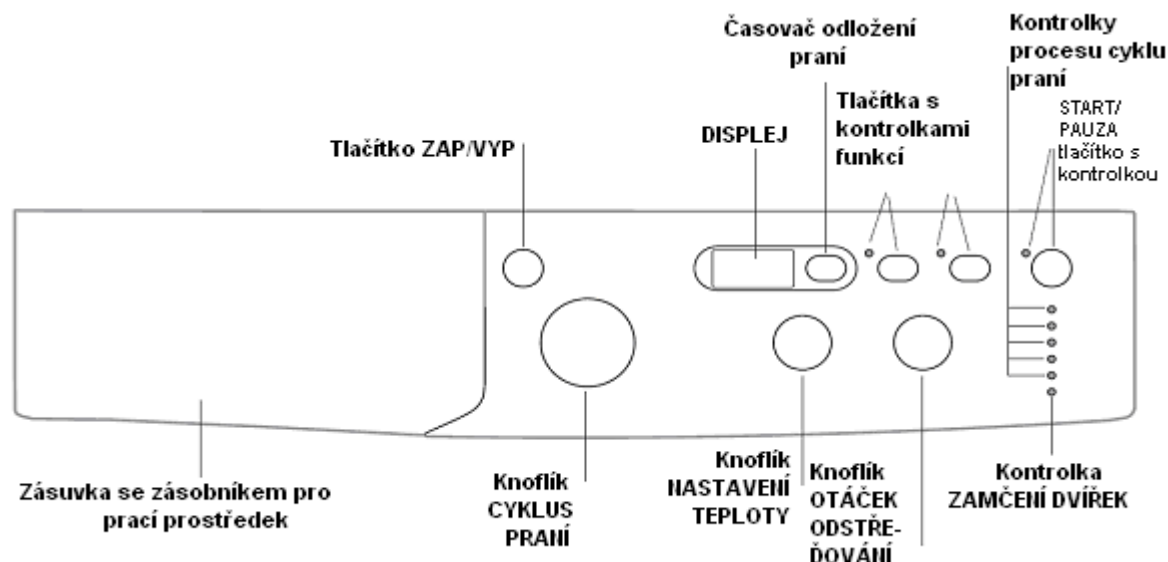 Časovač odložení
praní
Kontrolky
procesu cyklu
praní
Tlačítko ZAP/VYP
DISPLEJ
Tlačítka s
kontrolkami
funkcí
START/
PAUZA
tlačítko s
kontrolkou
Zásuvka se zásobníkem pro
prací prostředek
Knoflík
CYKLUS
PRANÍ
Knoflík
NASTAVENÍ
TEPLOTY
Knoflík
OTÁČEK
ODSTŘE-
ĎOVÁNÍ
Kontrolka
ZAMČENÍ DVÍŘEK